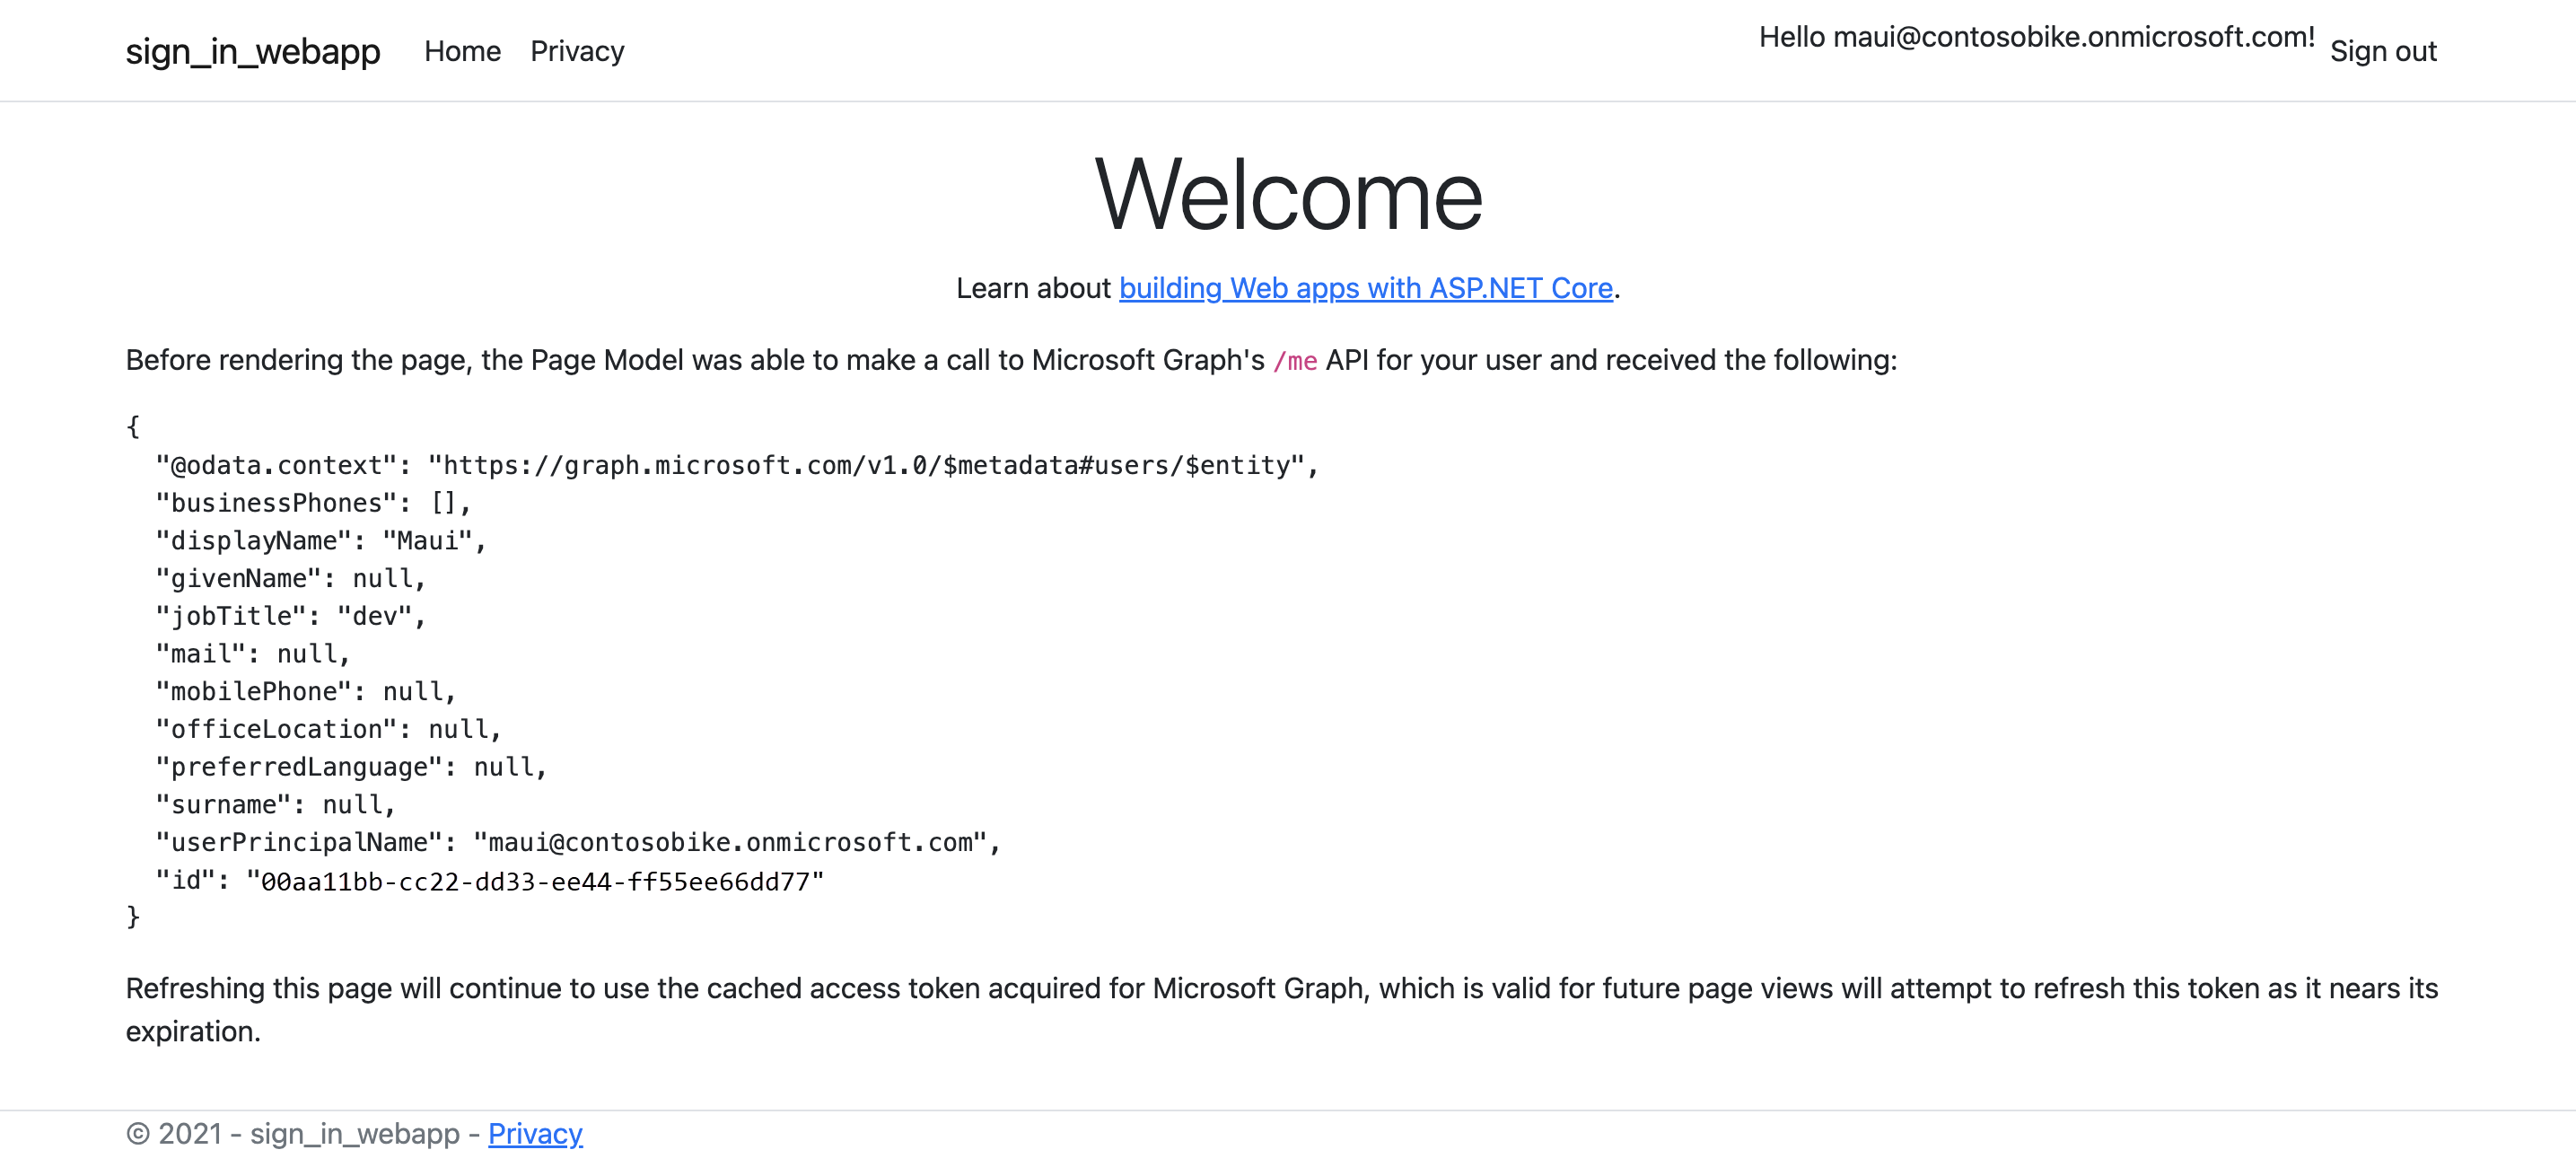 sign_in_webapp Home Privacy Hello maui@contosobike.onmicrosoft.com! Sign out
Welcome
Learn about building Web apps with ASP.NET Core.
Before rendering the page, the Page Model was able to make a call to Microsoft Graph's /me API for your user and received the following:
{
  "@odata.context": "https://graph.microsoft.com/v1.0/$metadata#users/$entity",
  "businessPhones": [],
  "displayName": "Maui",
  "givenName": null,
  "jobTitle": "dev",
  "mail": null,
  "mobilePhone": null,
  "officeLocation": null,
  "preferredLanguage": null,
  "surname": null,
  "userPrincipalName": "maui@contosobike.onmicrosoft.com",
  "id": "00aa11bb-cc22-dd33-ee44-ff55ee66dd77"
}
Refreshing this page will continue to use the cached access token acquired for Microsoft Graph, which is valid for future page views will attempt to refresh this token as it nears its
expiration.
© 2021 - sign_in_webapp - Privacy